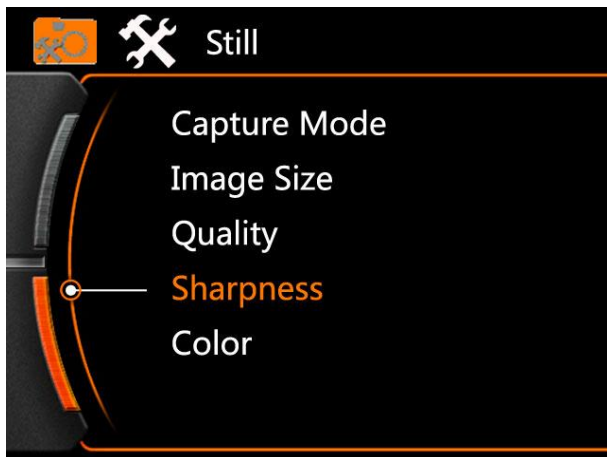 Still
Capture Mode
Image Size
Quality
Sharpness
Color